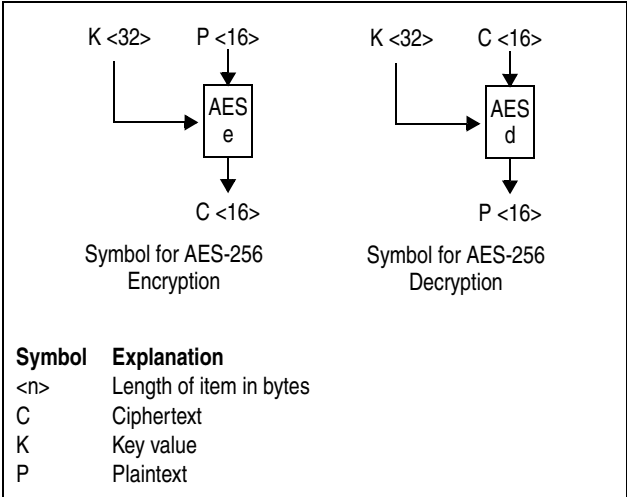 K <32> P <16>
AES
e
C <16>
Symbol for AES-256
Encryption
K <32> C <16>
AES
d
P <16>
Symbol for AES-256
Decryption
Symbol Explanation
<n> Length of item in bytes
C Ciphertext
K Key value
P Plaintext